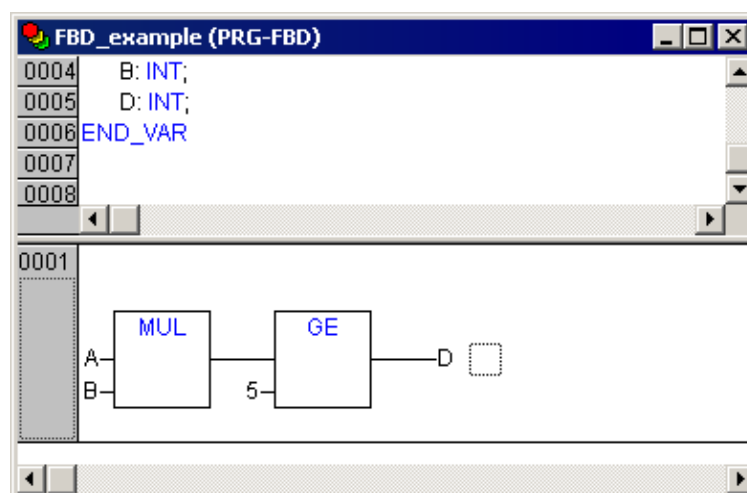 FBD_example (PRG-FBD)
0004 B: INT;
0005 D: INT;
0006 END_VAR
0007
0008
0001
MUL GE
A D
B 5